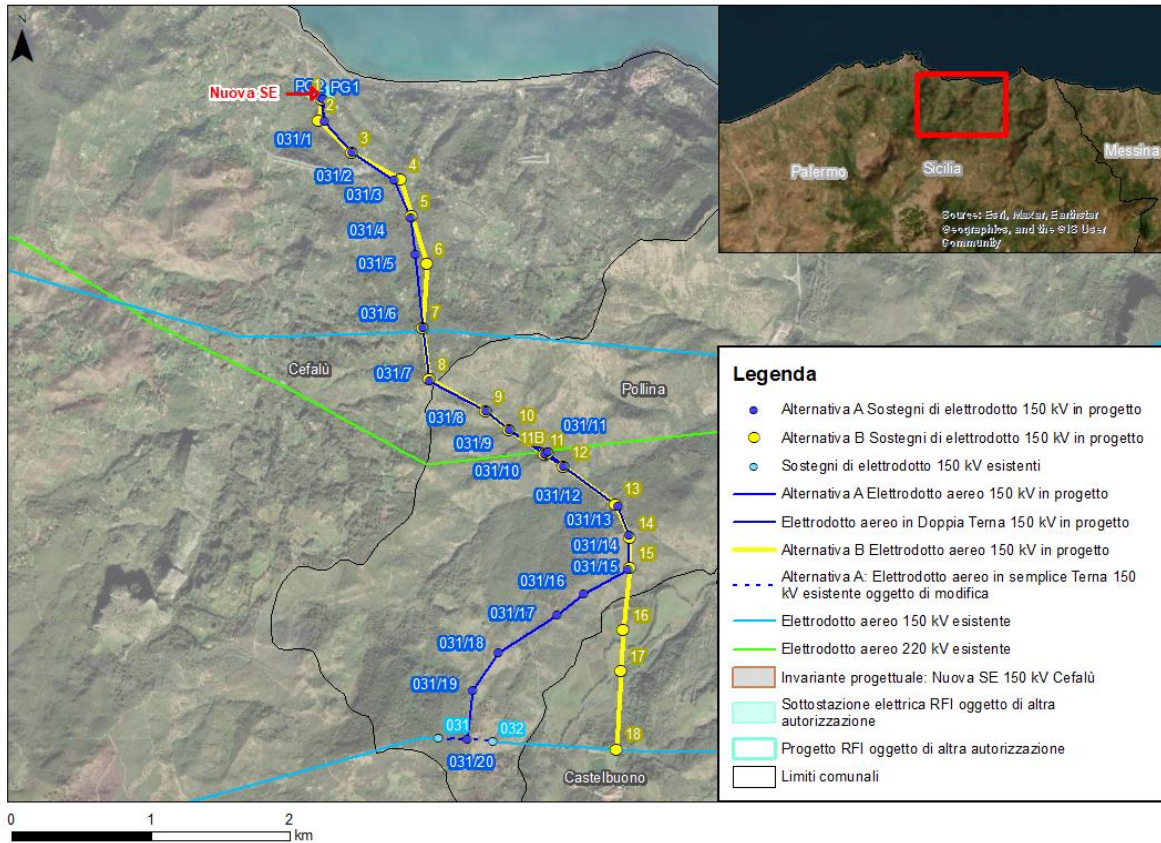 N
PG2
1
PG1
Nuova SE
2
031/1
3
031/2
4
031/3
5
031/4
6
031/5
7
031/6
8
Cefalù
031/7
Pollina
9
031/8
10
031/9
11B
11
031/11
12
031/10
031/12
13
031/13
14
031/14
15
031/15
031/16
16
031/17
17
031/18
031/19
031
032
18
031/20
Castelbuono
0
1
2
km
Palermo
Sicilia
Messina
Source: Esri, Maxar, Earthstar
Geographics, and the GIS User
Community
Legenda
Alternativa A Sostegni di elettrodotto 150 kV in progetto
Alternativa B Sostegni di elettrodotto 150 kV in progetto
Sostegni di elettrodotto 150 kV esistenti
Alternativa A Elettrodotto aereo 150 kV in progetto
Elettrodotto aereo in Doppia Terna 150 kV in progetto
Alternativa B Elettrodotto aereo 150 kV in progetto
Alternativa A: Elettrodotto aereo in semplice Terna 150
kV esistente oggetto di modifica
Elettrodotto aereo 150 kV esistente
Elettrodotto aereo 220 kV esistente
Invariante progettuale: Nuova SE 150 kV Cefalù
Sottostazione elettrica RFI oggetto di altra
autorizzazione
Progetto RFI oggetto di altra autorizzazione
Limiti comunali